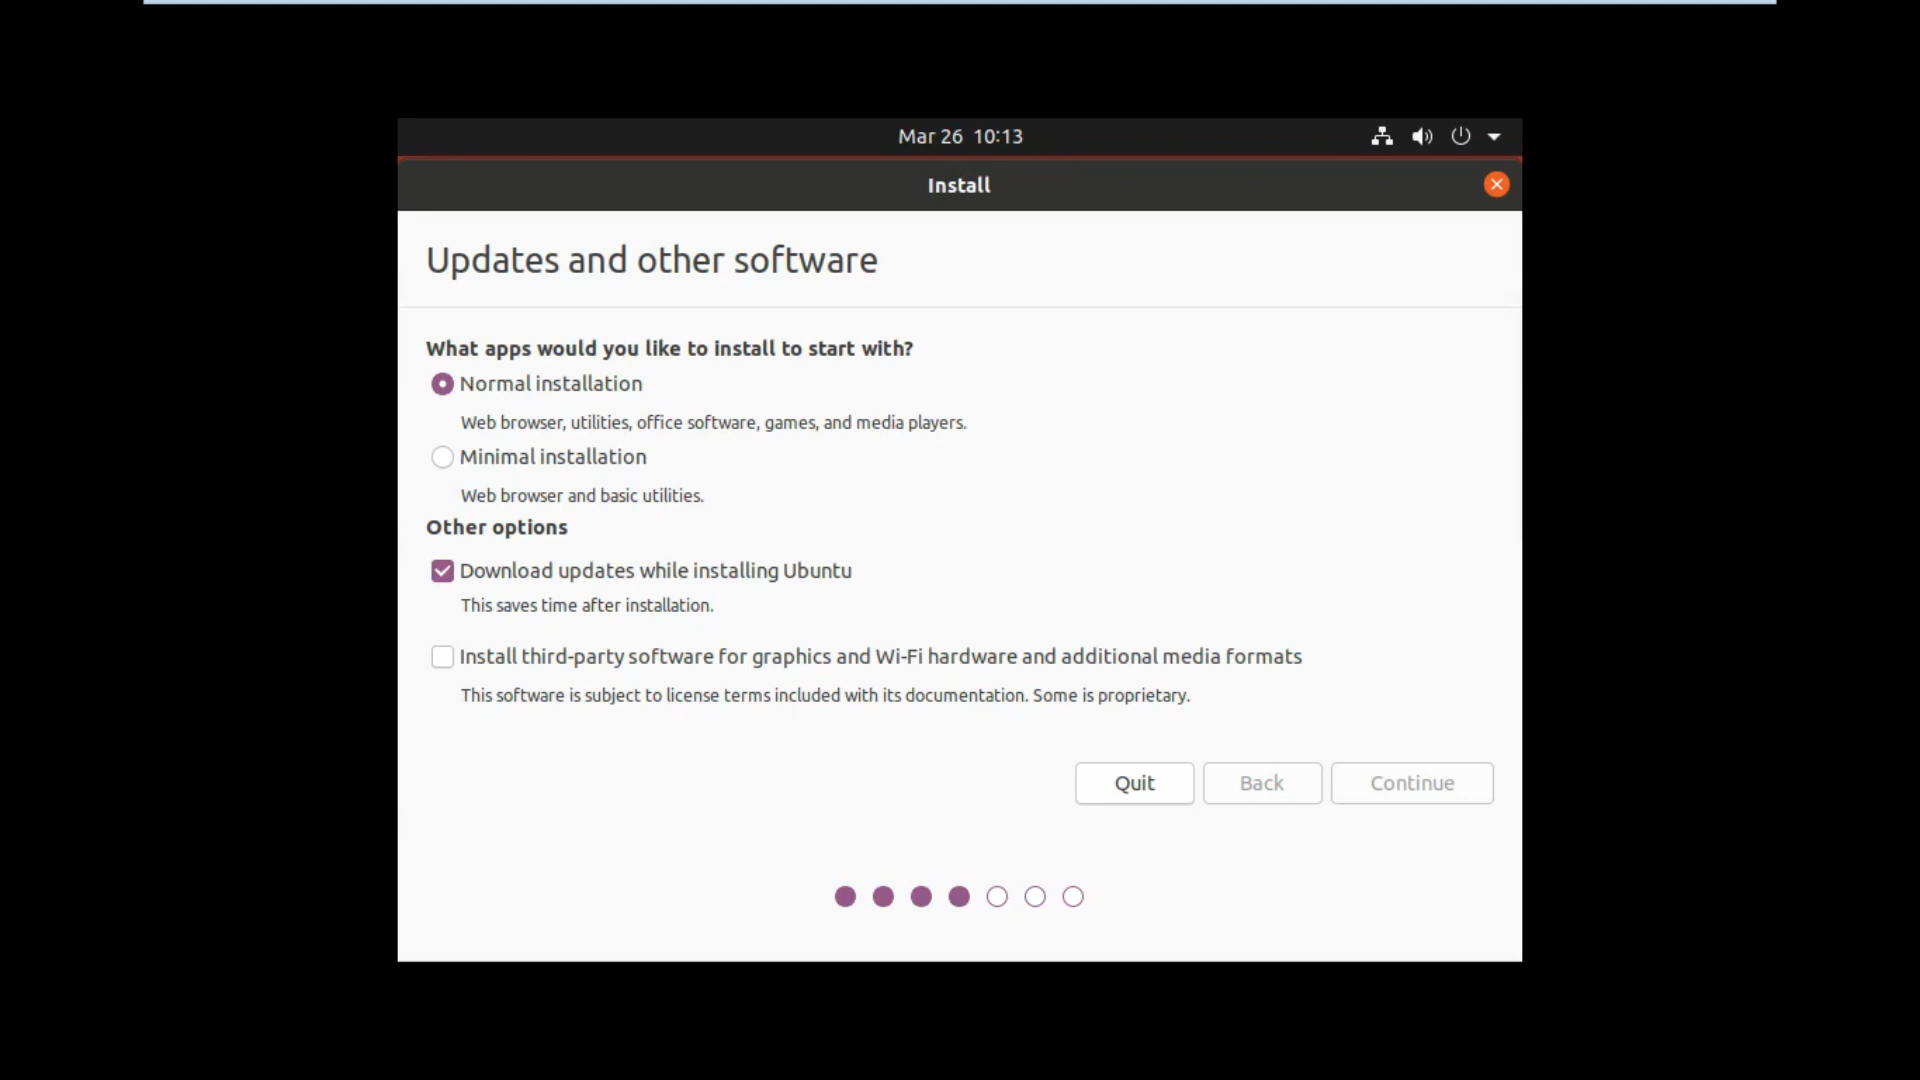 Mar 26 10:13
Install
Updates and other software
What apps would you like to install to start with?
Normal installation
Web browser, utilities, office software, games, and media players.
Minimal installation
Web browser and basic utilities.
Other options
Download updates while installing Ubuntu
This saves time after installation.
Install third-party software for graphics and Wi-Fi hardware and additional media formats
This software is subject to license terms included with its documentation. Some is proprietary.
Quit Back Continue